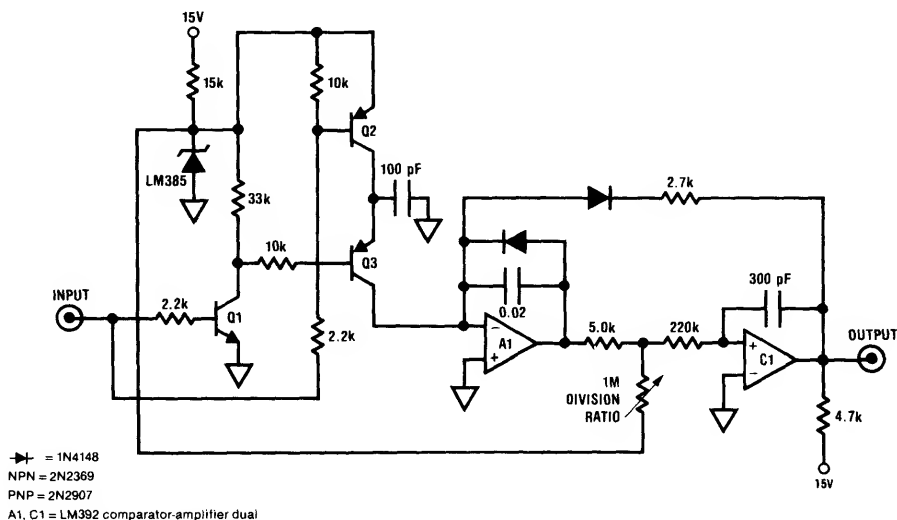 15V
15k
10k
Q2
100 pF
LM385
33k
2.7k
10k
Q3
INPUT
2.2k
Q1
2.2k
0.02
300 pF
−
A1
+
5.0k
220k
+
C1
−
OUTPUT
1M
DIVISION
RATIO
4.7k
15V
= 1N4148
NPN = 2N2369
PNP = 2N2907
A1, C1 = LM392 comparator-amplifier dual